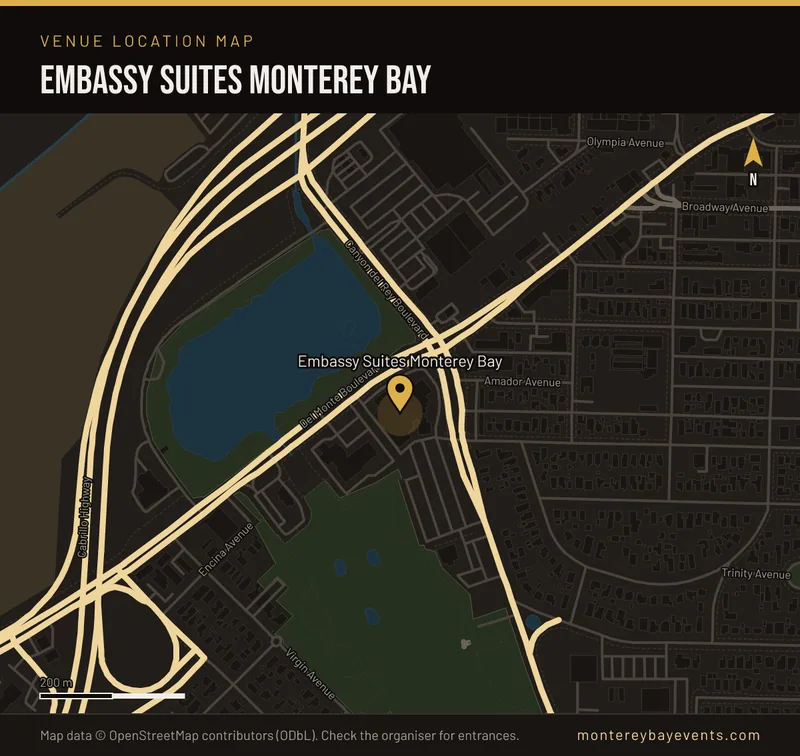 VENUE LOCATION MAP
EMBASSY SUITES MONTEREY BAY
Olympia Avenue
N
Broadway Avenue
Canyon del Rey Boulevard
Embassy Suites Monterey Bay
Amador Avenue
Del Monte Boulevard
Cabrillo Highway
Encina Avenue
Trinity Avenue
Virgin Avenue
200 m
Map data © OpenStreetMap contributors (ODbL). Check the organiser for entrances.
montereybayevents.com